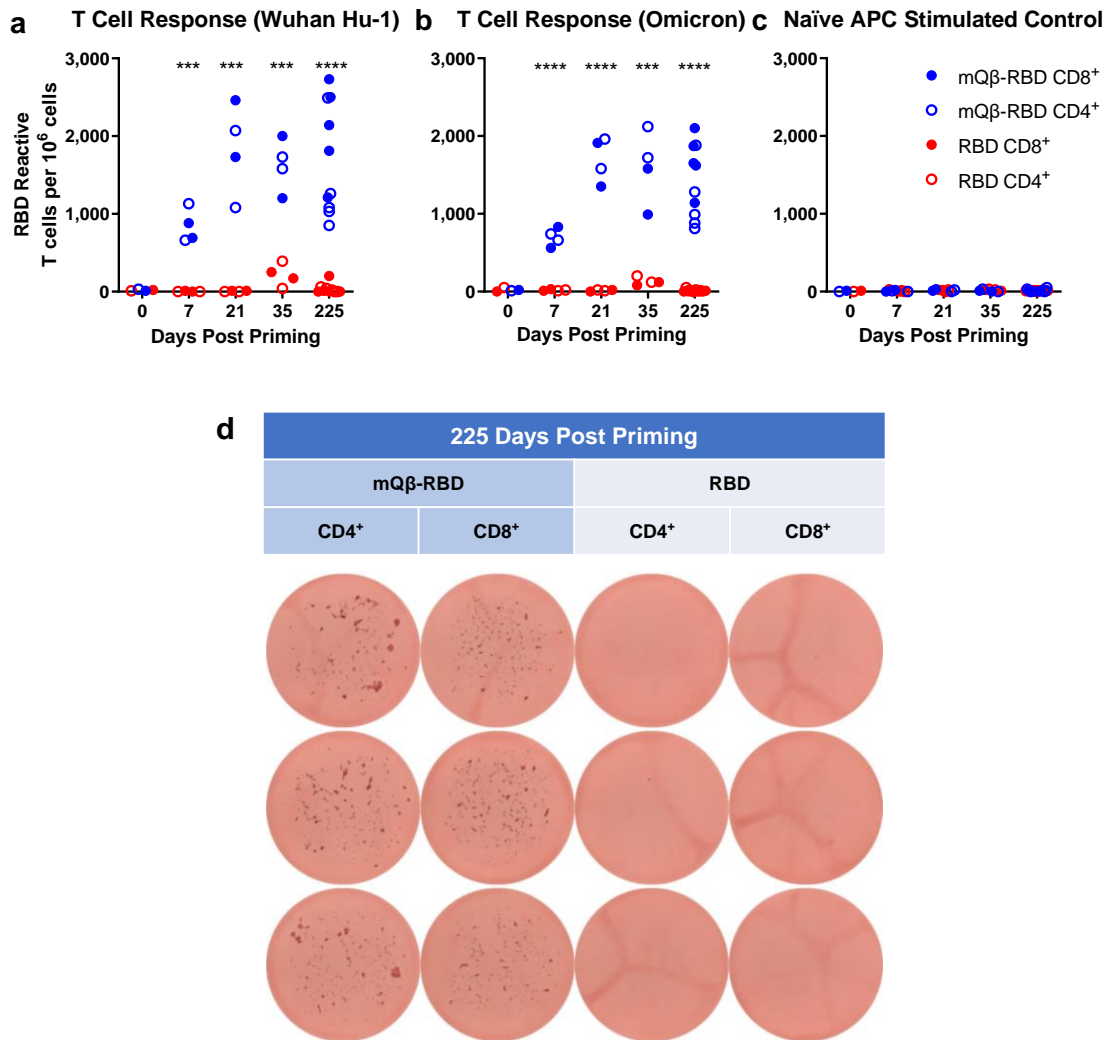 a
T Cell Response (Wuhan Hu-1)
RBD Reactive
T cells per 10⁶ cells
3,000
2,000
1,000
0
*** *** *** ****
0 7 21 35 225
Days Post Priming
b
T Cell Response (Omicron)
3,000
2,000
1,000
0
**** **** *** ****
0 7 21 35 225
Days Post Priming
c
Naïve APC Stimulated Control
3,000
2,000
1,000
0
mQβ-RBD CD8⁺
mQβ-RBD CD4⁺
RBD CD8⁺
RBD CD4⁺
0 7 21 35 225
Days Post Priming
d
225 Days Post Priming
mQβ-RBD RBD
CD4⁺ CD8⁺ CD4⁺ CD8⁺